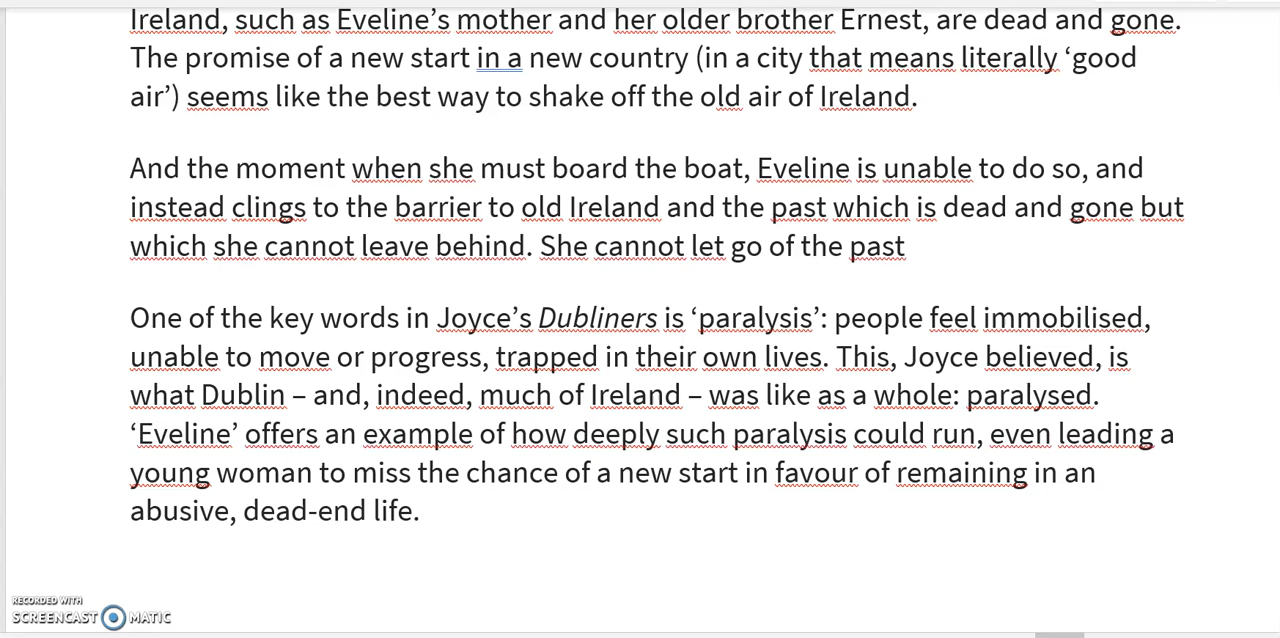 Ireland, such as Eveline’s mother and her older brother Ernest, are dead and gone.
The promise of a new start in a new country (in a city that means literally ‘good
air’) seems like the best way to shake off the old air of Ireland.
And the moment when she must board the boat, Eveline is unable to do so, and
instead clings to the barrier to old Ireland and the past which is dead and gone but
which she cannot leave behind. She cannot let go of the past
One of the key words in Joyce’s Dubliners is ‘paralysis’: people feel immobilised,
unable to move or progress, trapped in their own lives. This, Joyce believed, is
what Dublin – and, indeed, much of Ireland – was like as a whole: paralysed.
‘Eveline’ offers an example of how deeply such paralysis could run, even leading a
young woman to miss the chance of a new start in favour of remaining in an
abusive, dead-end life.
RECORDED WITH
SCREENCAST MATIC